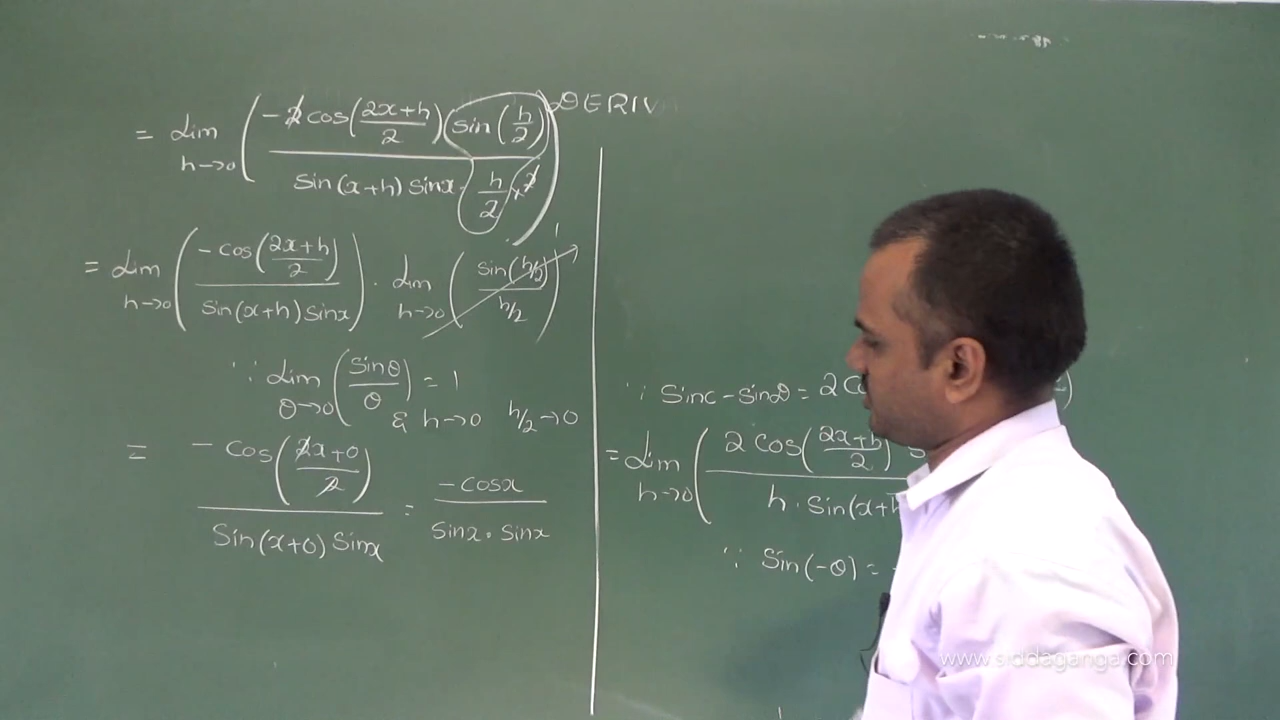 DERIV
= Lim h→0 ( -2 cos((2x+h)/2) (sin(h/2)) / sin(x+h) sinx · h/2 × 2 )
= Lim h→0 ( -cos((2x+h)/2) / sin(x+h) sinx ) · Lim h→0 ( sin(h/2) / h/2 ) 1
∵ Lim θ→0 ( sinθ / θ ) = 1
& h→0 h/2→0
= -cos((2x+0)/2) / Sin(x+0) Sinx = -cosx / sinx · sinx
∵ Sinc - sinD = 2
= Lim h→0 ( 2 Cos((2x+h)/2) / h · Sin(x+
∵ Sin(-θ) =
www.siddaganga.com